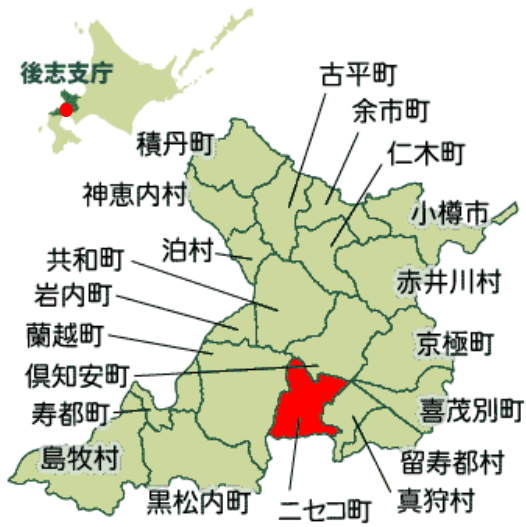 後志支庁
古平町
余市町
積丹町
仁木町
神恵内村
小樽市
泊村
共和町
赤井川村
岩内町
蘭越町
京極町
倶知安町
寿都町
喜茂別町
島牧村
留寿都村
黒松内町
ニセコ町
真狩村